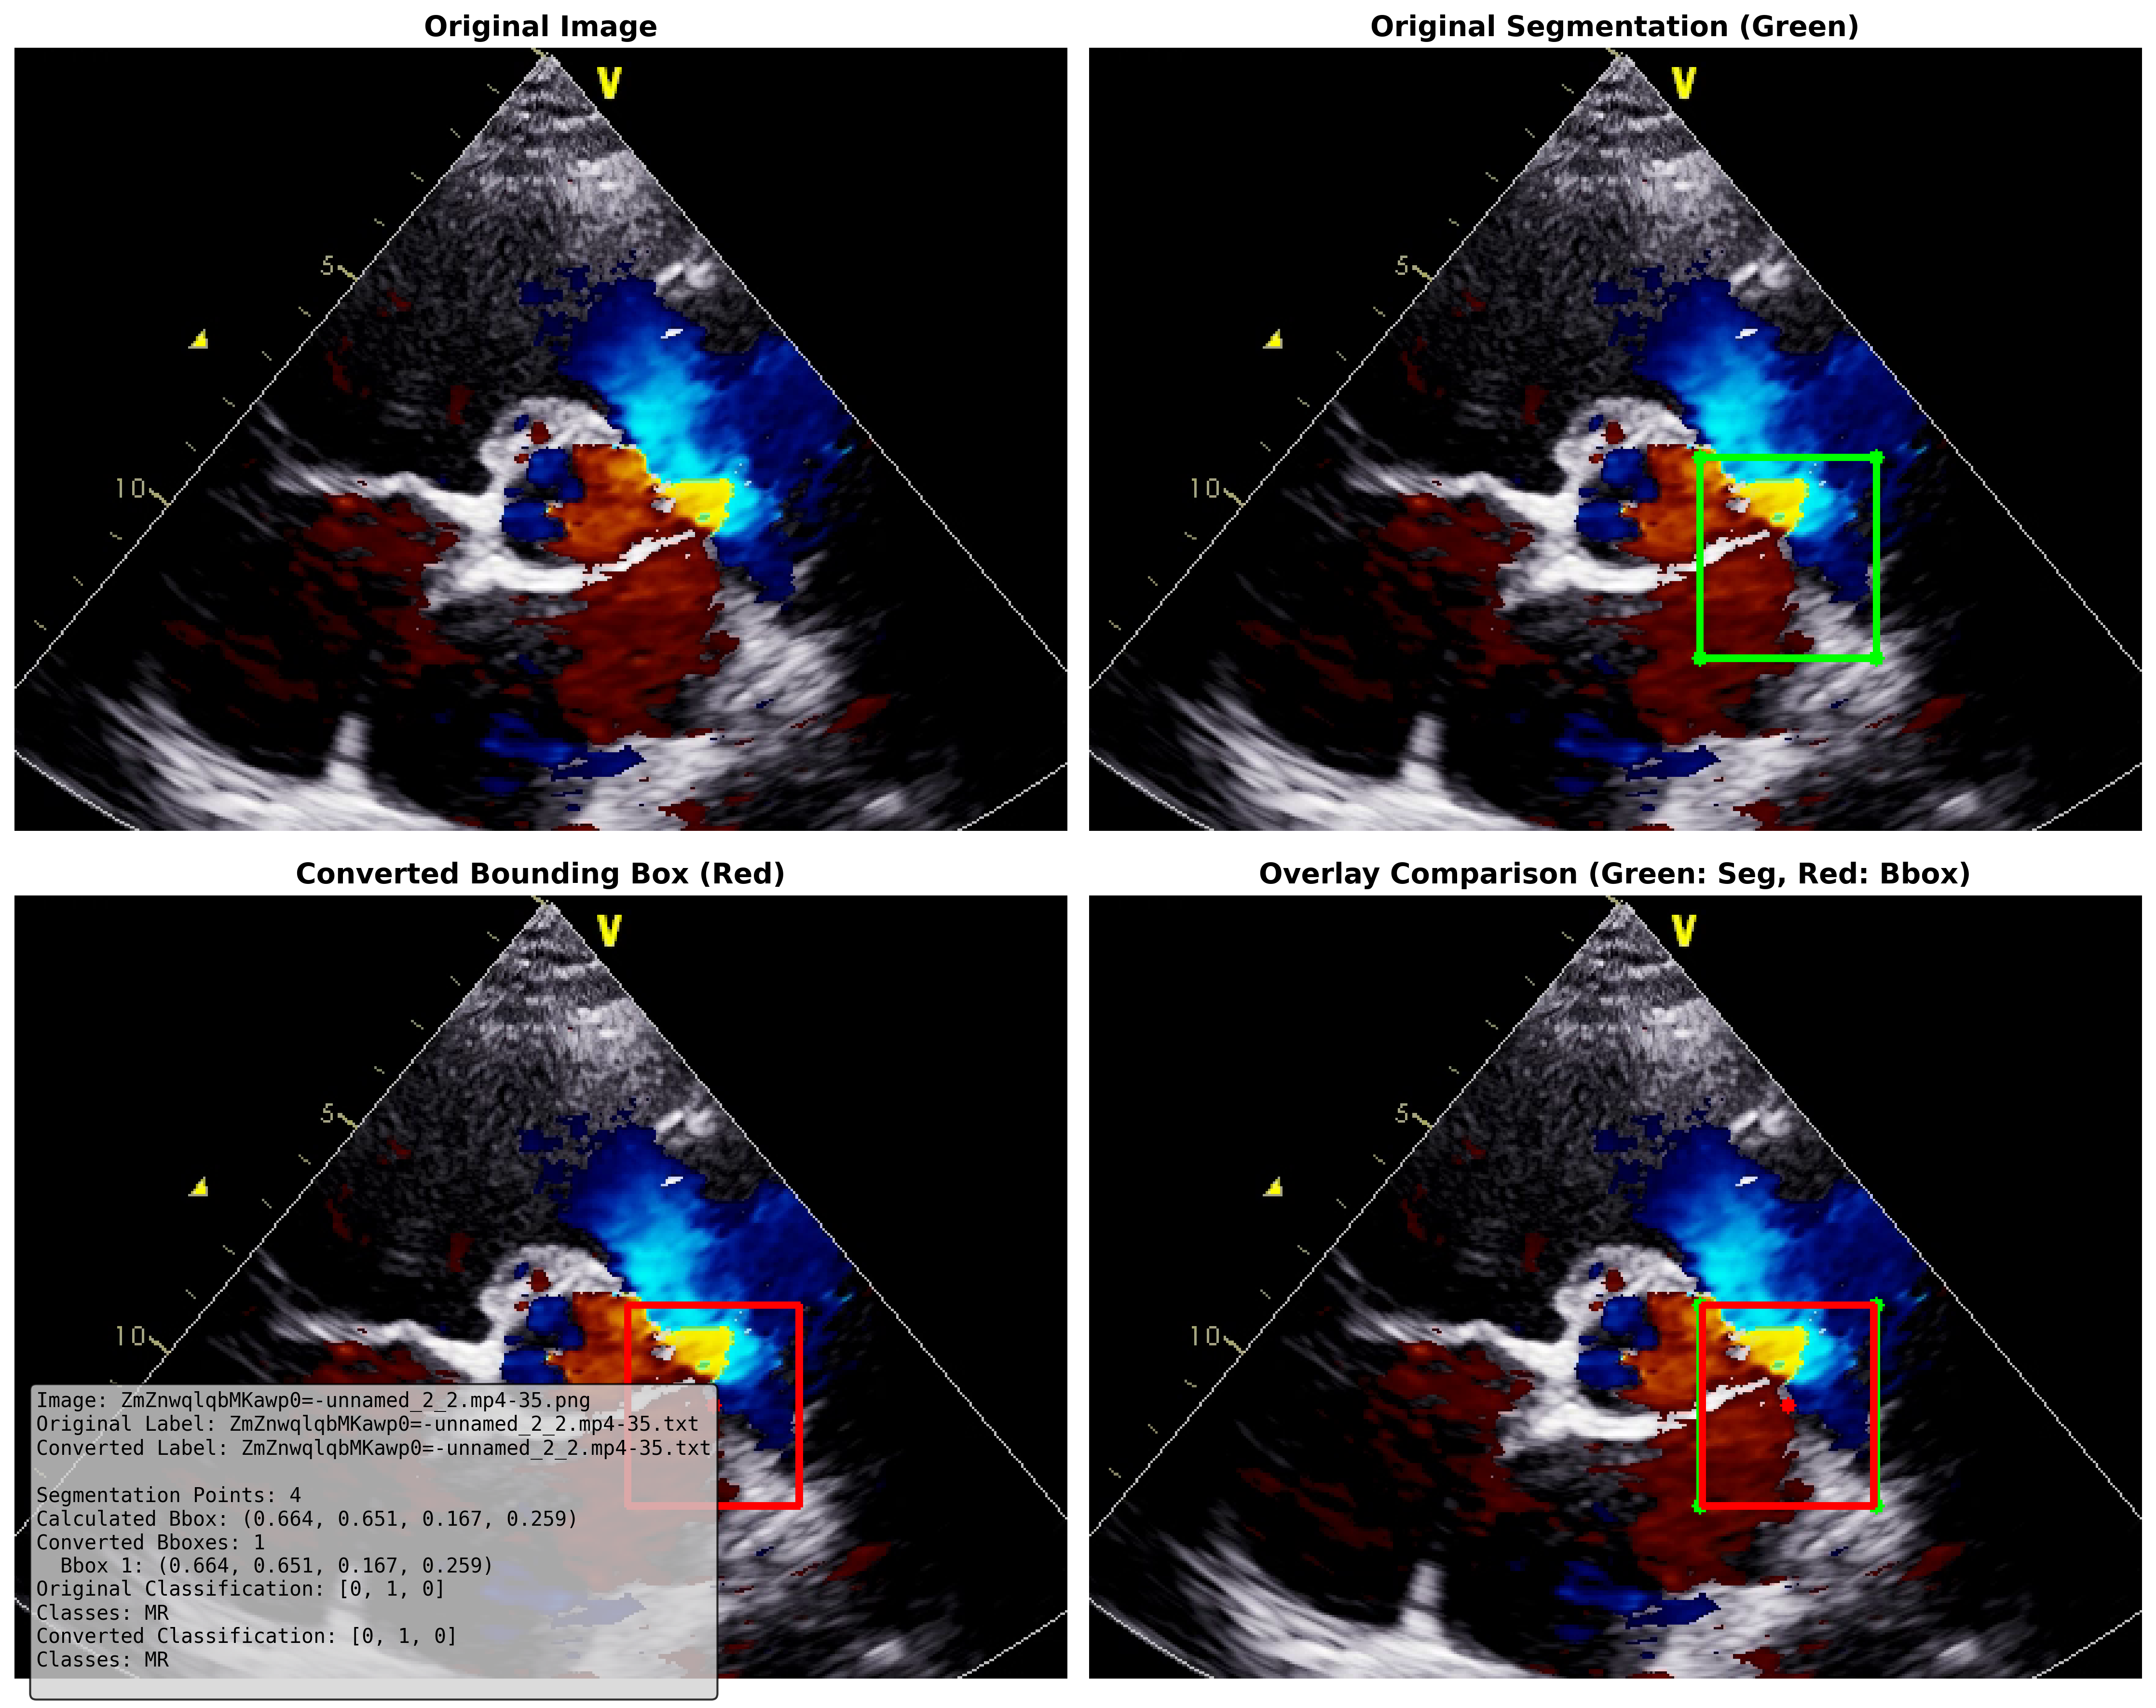 Original Image
Original Segmentation (Green)
V
5
10
V
5
10
Converted Bounding Box (Red)
Overlay Comparison (Green: Seg, Red: Bbox)
V
5
10
V
5
10
Image: ZmZnwqlqbMKawp0=-unnamed_2_2.mp4-35.png
Original Label: ZmZnwqlqbMKawp0=-unnamed_2_2.mp4-35.txt
Converted Label: ZmZnwqlqbMKawp0=-unnamed_2_2.mp4-35.txt
Segmentation Points: 4
Calculated Bbox: (0.664, 0.651, 0.167, 0.259)
Converted Bboxes: 1
Bbox 1: (0.664, 0.651, 0.167, 0.259)
Original Classification: [0, 1, 0]
Classes: MR
Converted Classification: [0, 1, 0]
Classes: MR